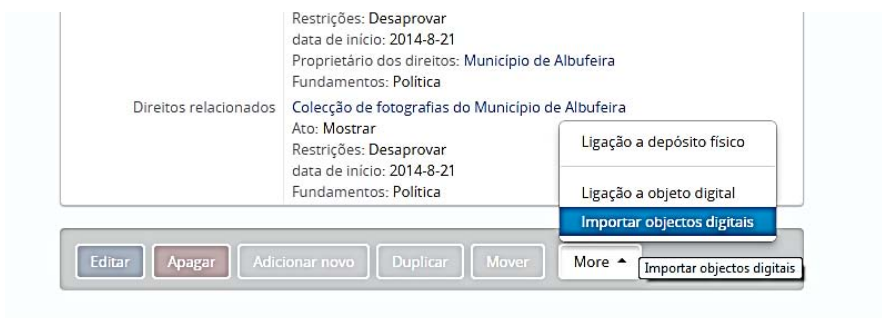 Restrições: Desaprovar
data de início: 2014-8-21
Proprietário dos direitos: Município de Albufeira
Fundamentos: Política
Direitos relacionados Colecção de fotografias do Município de Albufeira
Ato: Mostrar
Restrições: Desaprovar
data de início: 2014-8-21
Fundamentos: Política
Ligação a depósito físico
Ligação a objeto digital
Importar objectos digitais
Editar Apagar Adicionar novo Duplicar Mover More
Importar objectos digitais